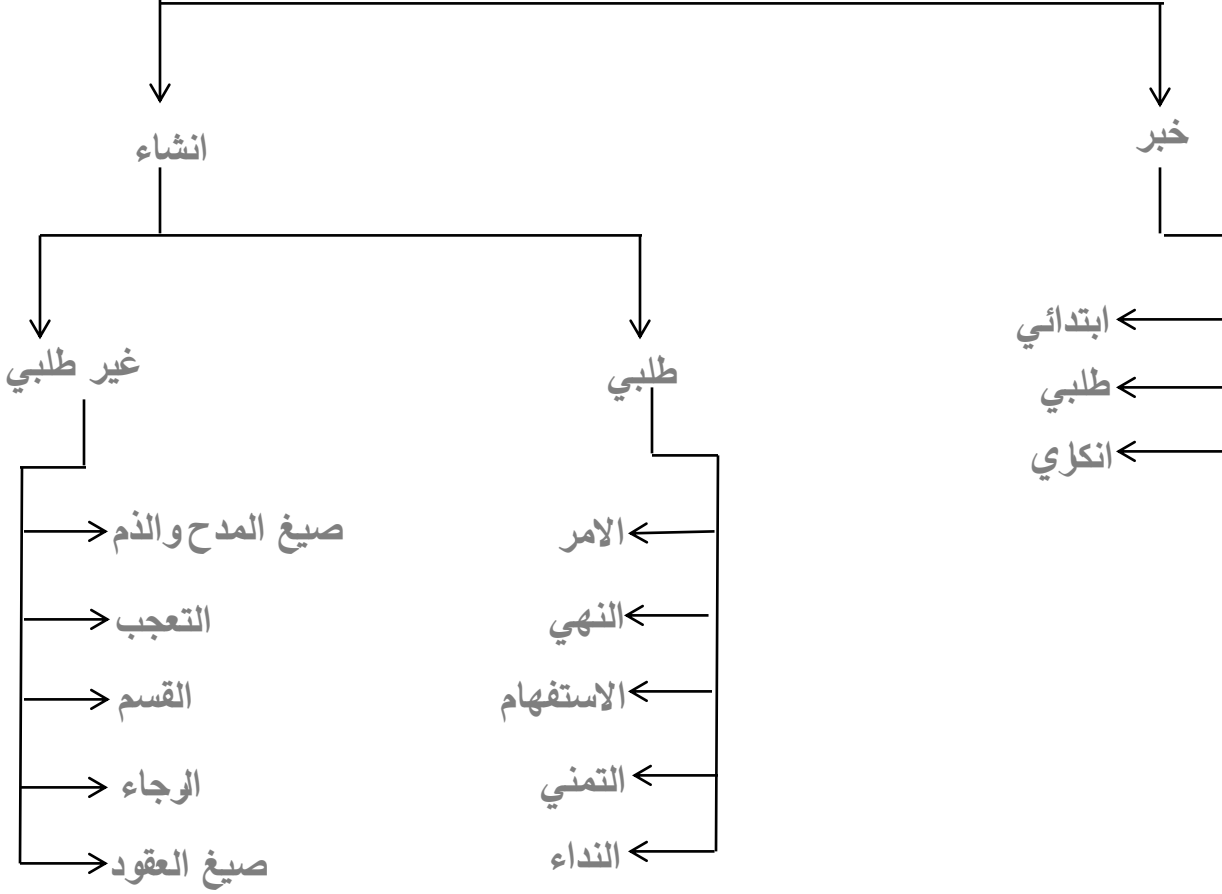 خبر
انشاء
ابتدائي
طلبي
انكاري
طلبي
غير طلبي
الامر
النهي
الاستفهام
التمني
النداء
صيغ المدح والذم
التعجب
القسم
الرجاء
صيغ العقود